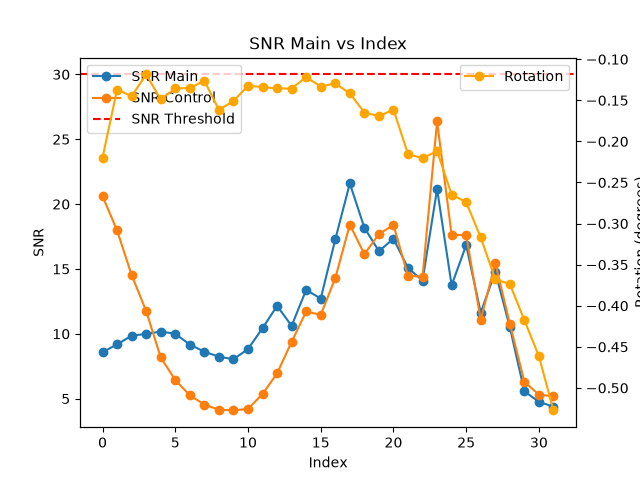 SNR Main vs Index
SNR Main
SNR Control
SNR Threshold
Rotation
30
25
20
15
10
5
SNR
0
5
10
15
20
25
30
Index
−0.10
−0.15
−0.20
−0.25
−0.30
−0.35
−0.40
−0.45
−0.50
Rotation (degrees)